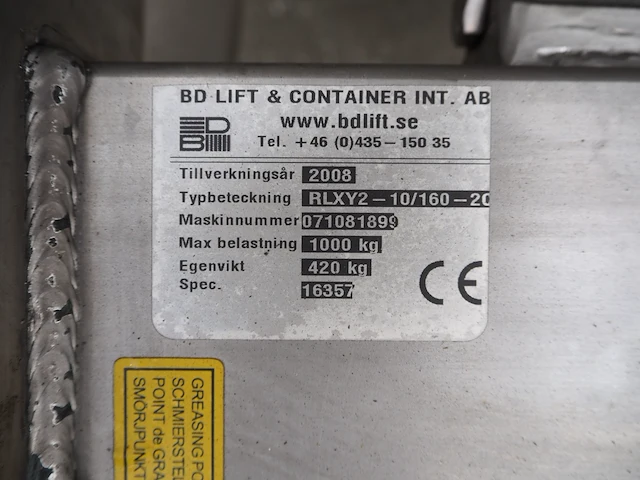 BD LIFT & CONTAINER INT. AB
www.bdlift.se
Tel. +46 (0)435-150 35
Tillverkningsår 2008
Typbeteckning RLXY2-10/160-20
Maskinnummer 071081899
Max belastning 1000 kg
Egenvikt 420 kg
Spec. 16357
CE
GREASING PO
SCHMIERSTEL
POINT de GRA
SMÖRJPUNKT